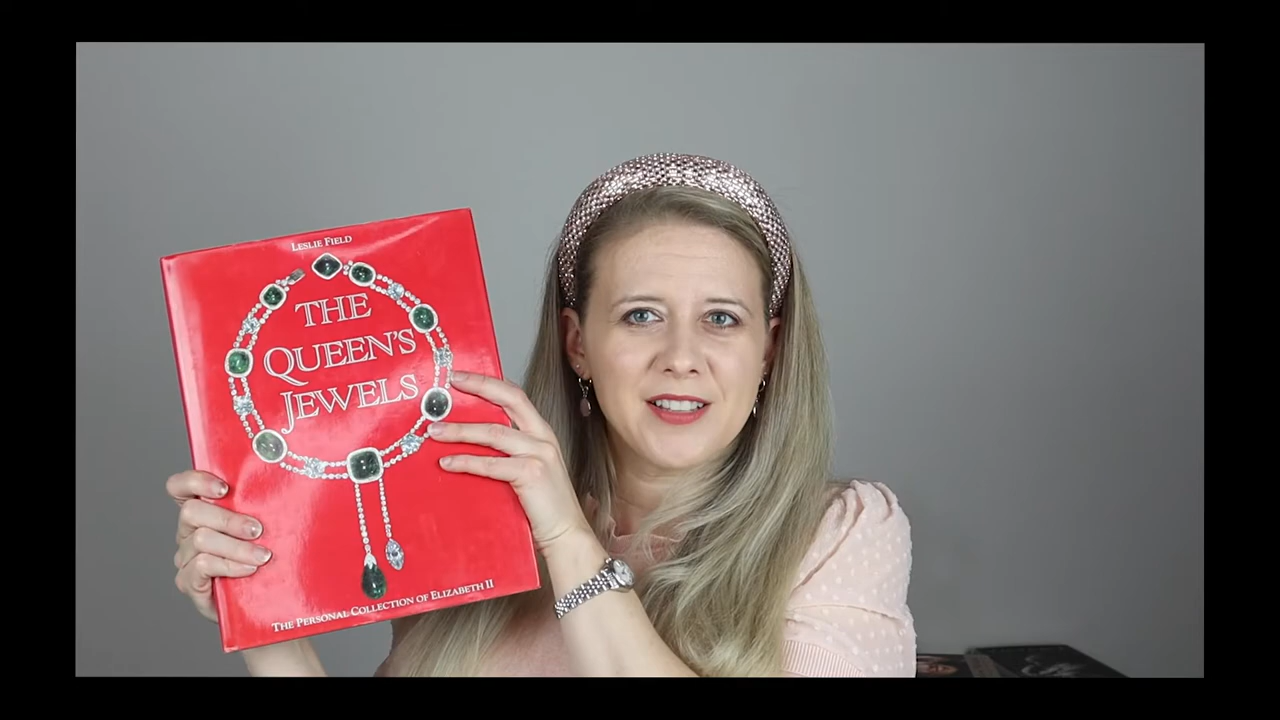 LESLIE FIELD
THE
QUEEN'S
JEWELS
THE PERSONAL COLLECTION OF ELIZABETH II